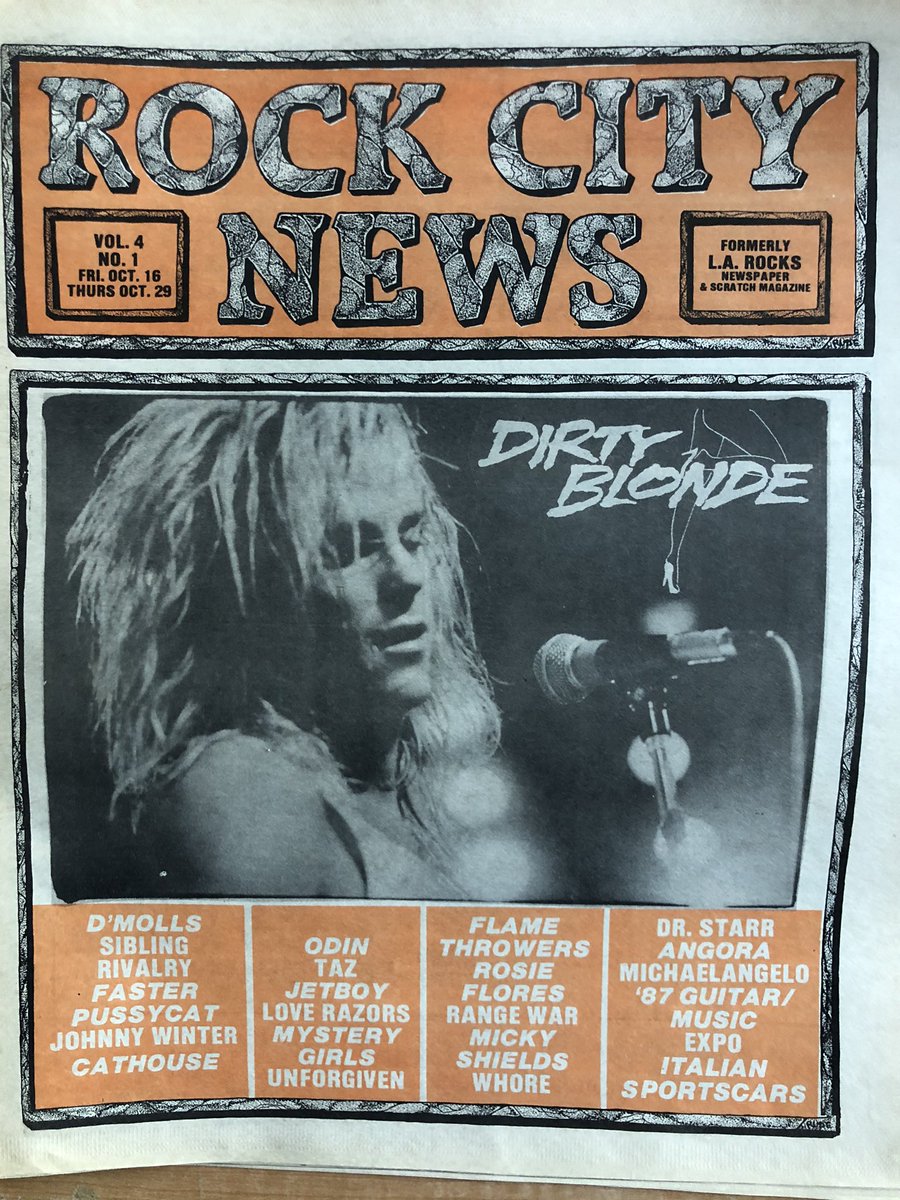 ROCK CITY
NEWS
VOL. 4
NO. 1
FRI. OCT. 16
THURS OCT. 29
FORMERLY
L.A. ROCKS
NEWSPAPER
& SCRATCH MAGAZINE
DIRTY
BLONDE
D'MOLLS
SIBLING
RIVALRY
FASTER
PUSSYCAT
JOHNNY WINTER
CATHOUSE
ODIN
TAZ
JETBOY
LOVE RAZORS
MYSTERY
GIRLS
UNFORGIVEN
FLAME
THROWERS
ROSIE
FLORES
RANGE WAR
MICKY
SHIELDS
WHORE
DR. STARR
ANGORA
MICHAELANGELO
'87 GUITAR/
MUSIC
EXPO
ITALIAN
SPORTSCARS